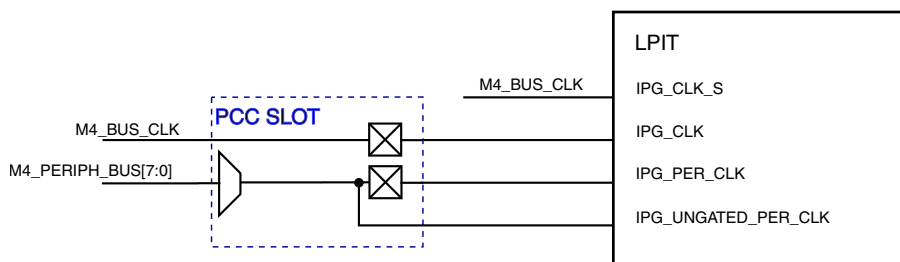 LPIT
M4_BUS_CLK
IPG_CLK_S
PCC SLOT
M4_BUS_CLK
IPG_CLK
M4_PERIPH_BUS[7:0]
IPG_PER_CLK
IPG_UNGATED_PER_CLK